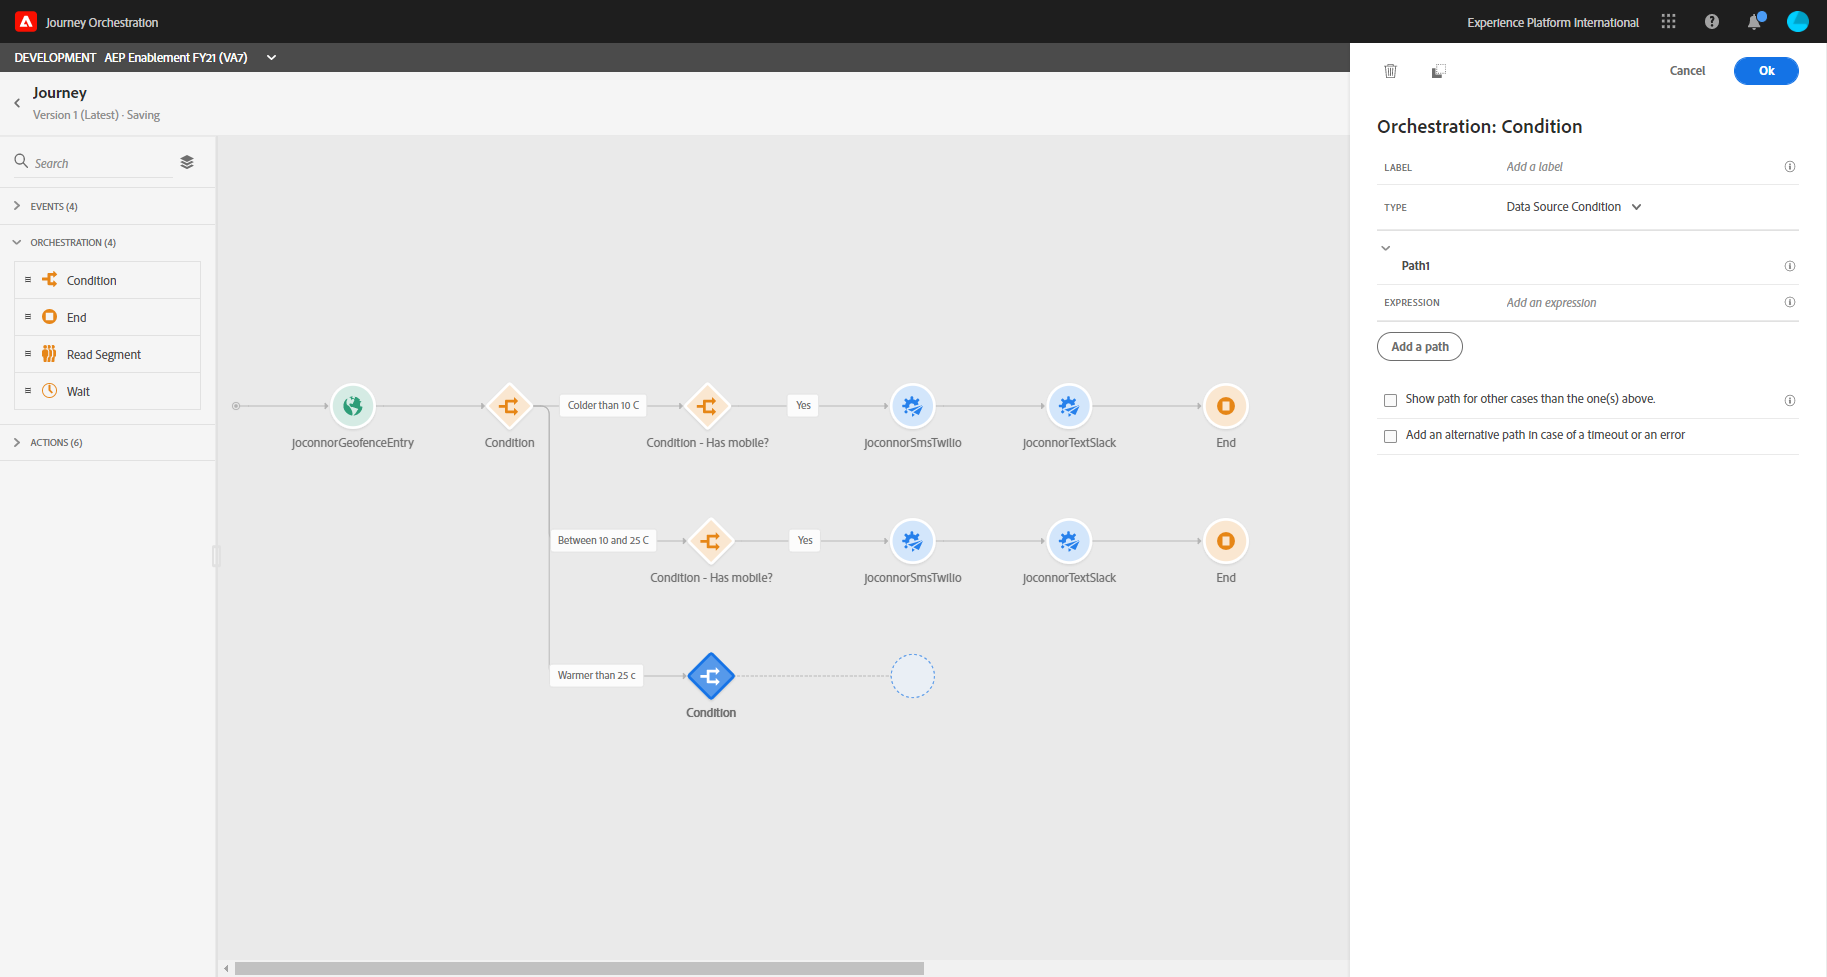 Journey Orchestration
Experience Platform International
DEVELOPMENT AEP Enablement FY21 (VA7)
Journey
Version 1 (Latest) · Saving
Search
EVENTS (4)
ORCHESTRATION (4)
Condition
End
Read Segment
Wait
ACTIONS (6)
joconnorGeofenceEntry
Condition
Colder than 10 C
Condition - Has mobile?
Yes
joconnorSmsTwilio
joconnorTextSlack
End
Between 10 and 25 C
Condition - Has mobile?
Yes
joconnorSmsTwilio
joconnorTextSlack
End
Warmer than 25 c
Condition
Cancel
Ok
Orchestration: Condition
LABEL Add a label
TYPE Data Source Condition
Path1
EXPRESSION Add an expression
Add a path
Show path for other cases than the one(s) above.
Add an alternative path in case of a timeout or an error